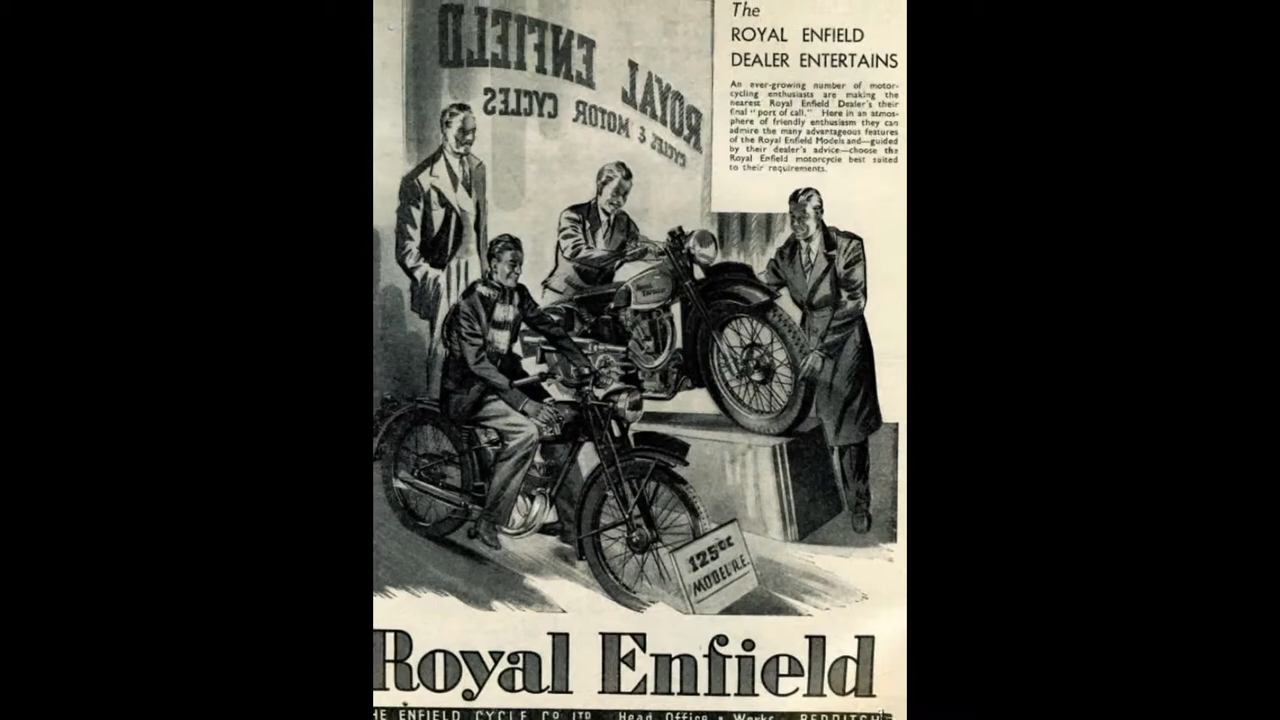 ROYAL ENFIELD
CYCLES & MOTOR CYCLES
The
ROYAL ENFIELD
DEALER ENTERTAINS
An ever-growing number of motor-
cycling enthusiasts are making the
nearest Royal Enfield Dealer's their
final "port of call." Here in an atmos-
phere of friendly enthusiasm they can
admire the many advantageous features
of the Royal Enfield Models and—guided
by their dealer's advice—choose the
Royal Enfield motorcycle best suited
to their requirements.
Royal Enfield
125cc
MODEL R.E.
Royal Enfield
HE ENFIELD CYCLE CO LTD. Head Office & Works - REDDITCH